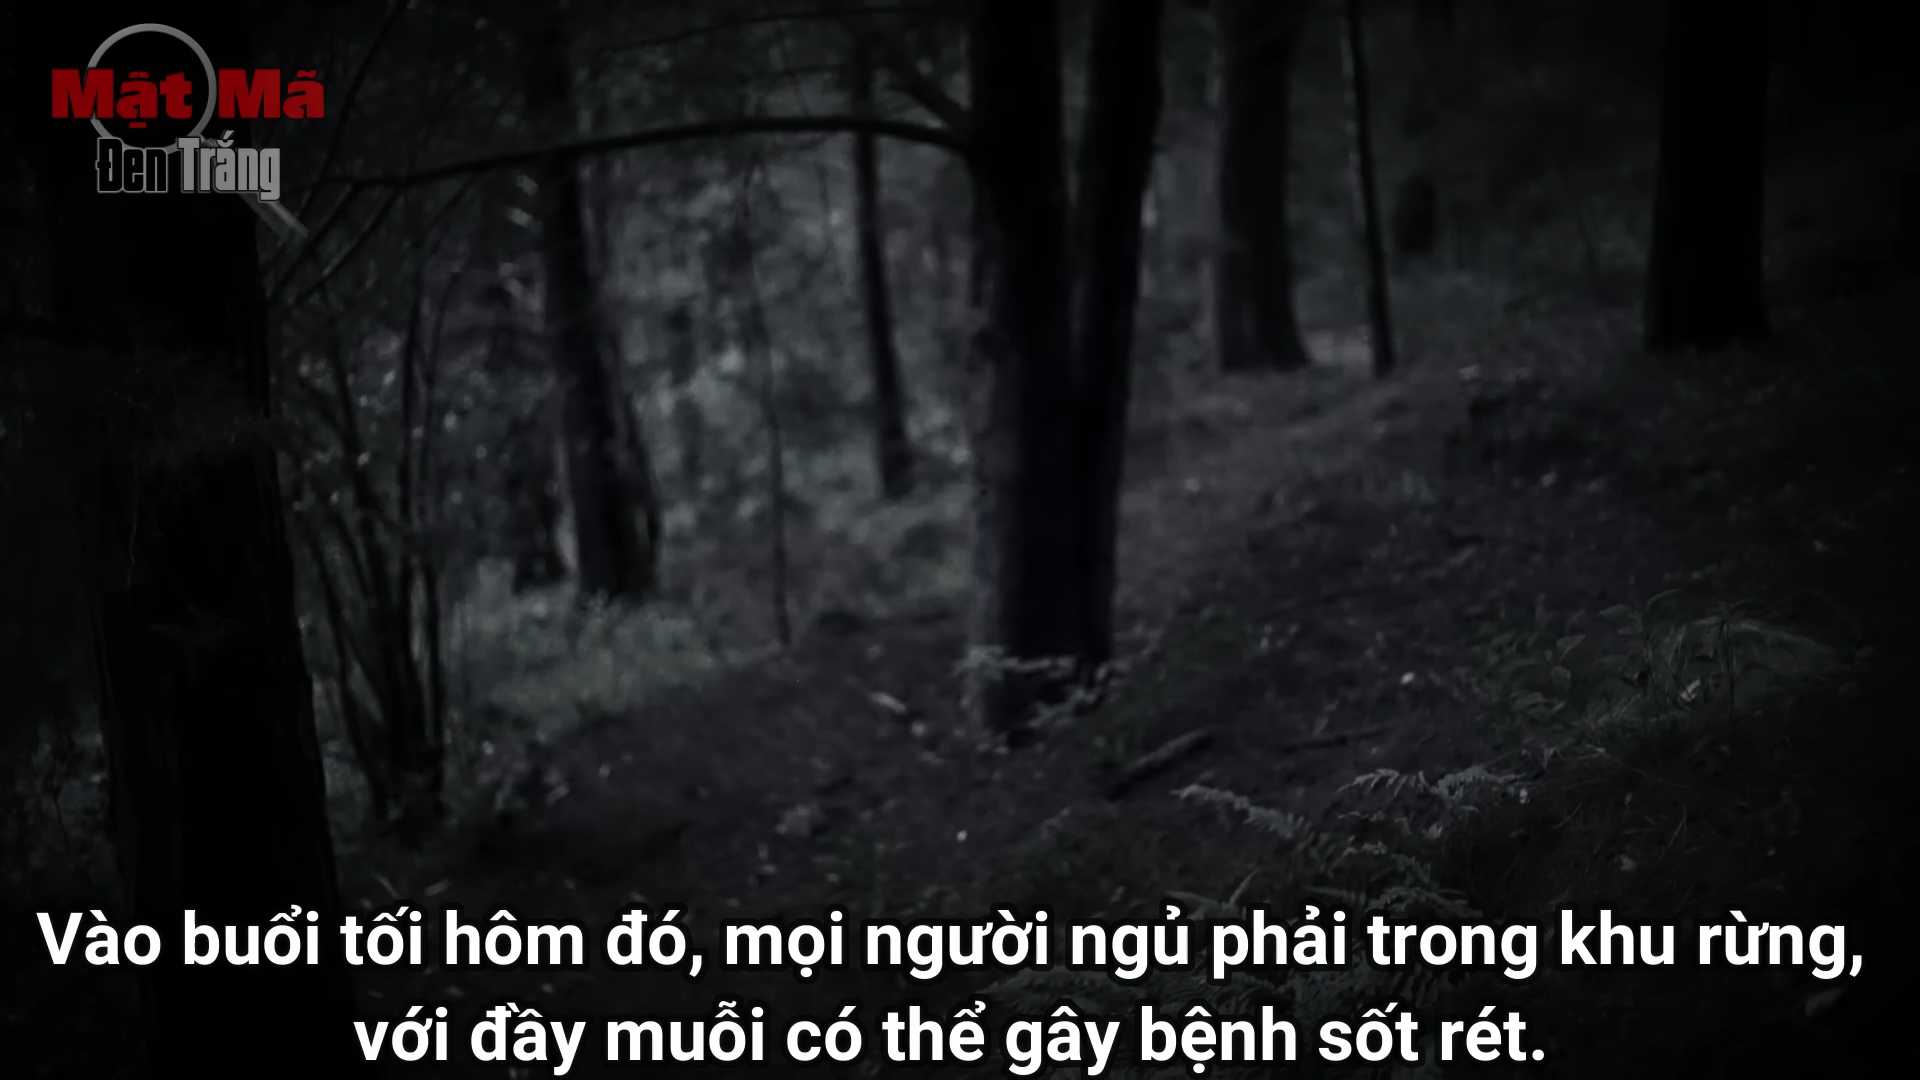 Mật Mã
Đen Trắng
Vào buổi tối hôm đó, mọi người ngủ phải trong khu rừng,
với đầy muỗi có thể gây bệnh sốt rét.